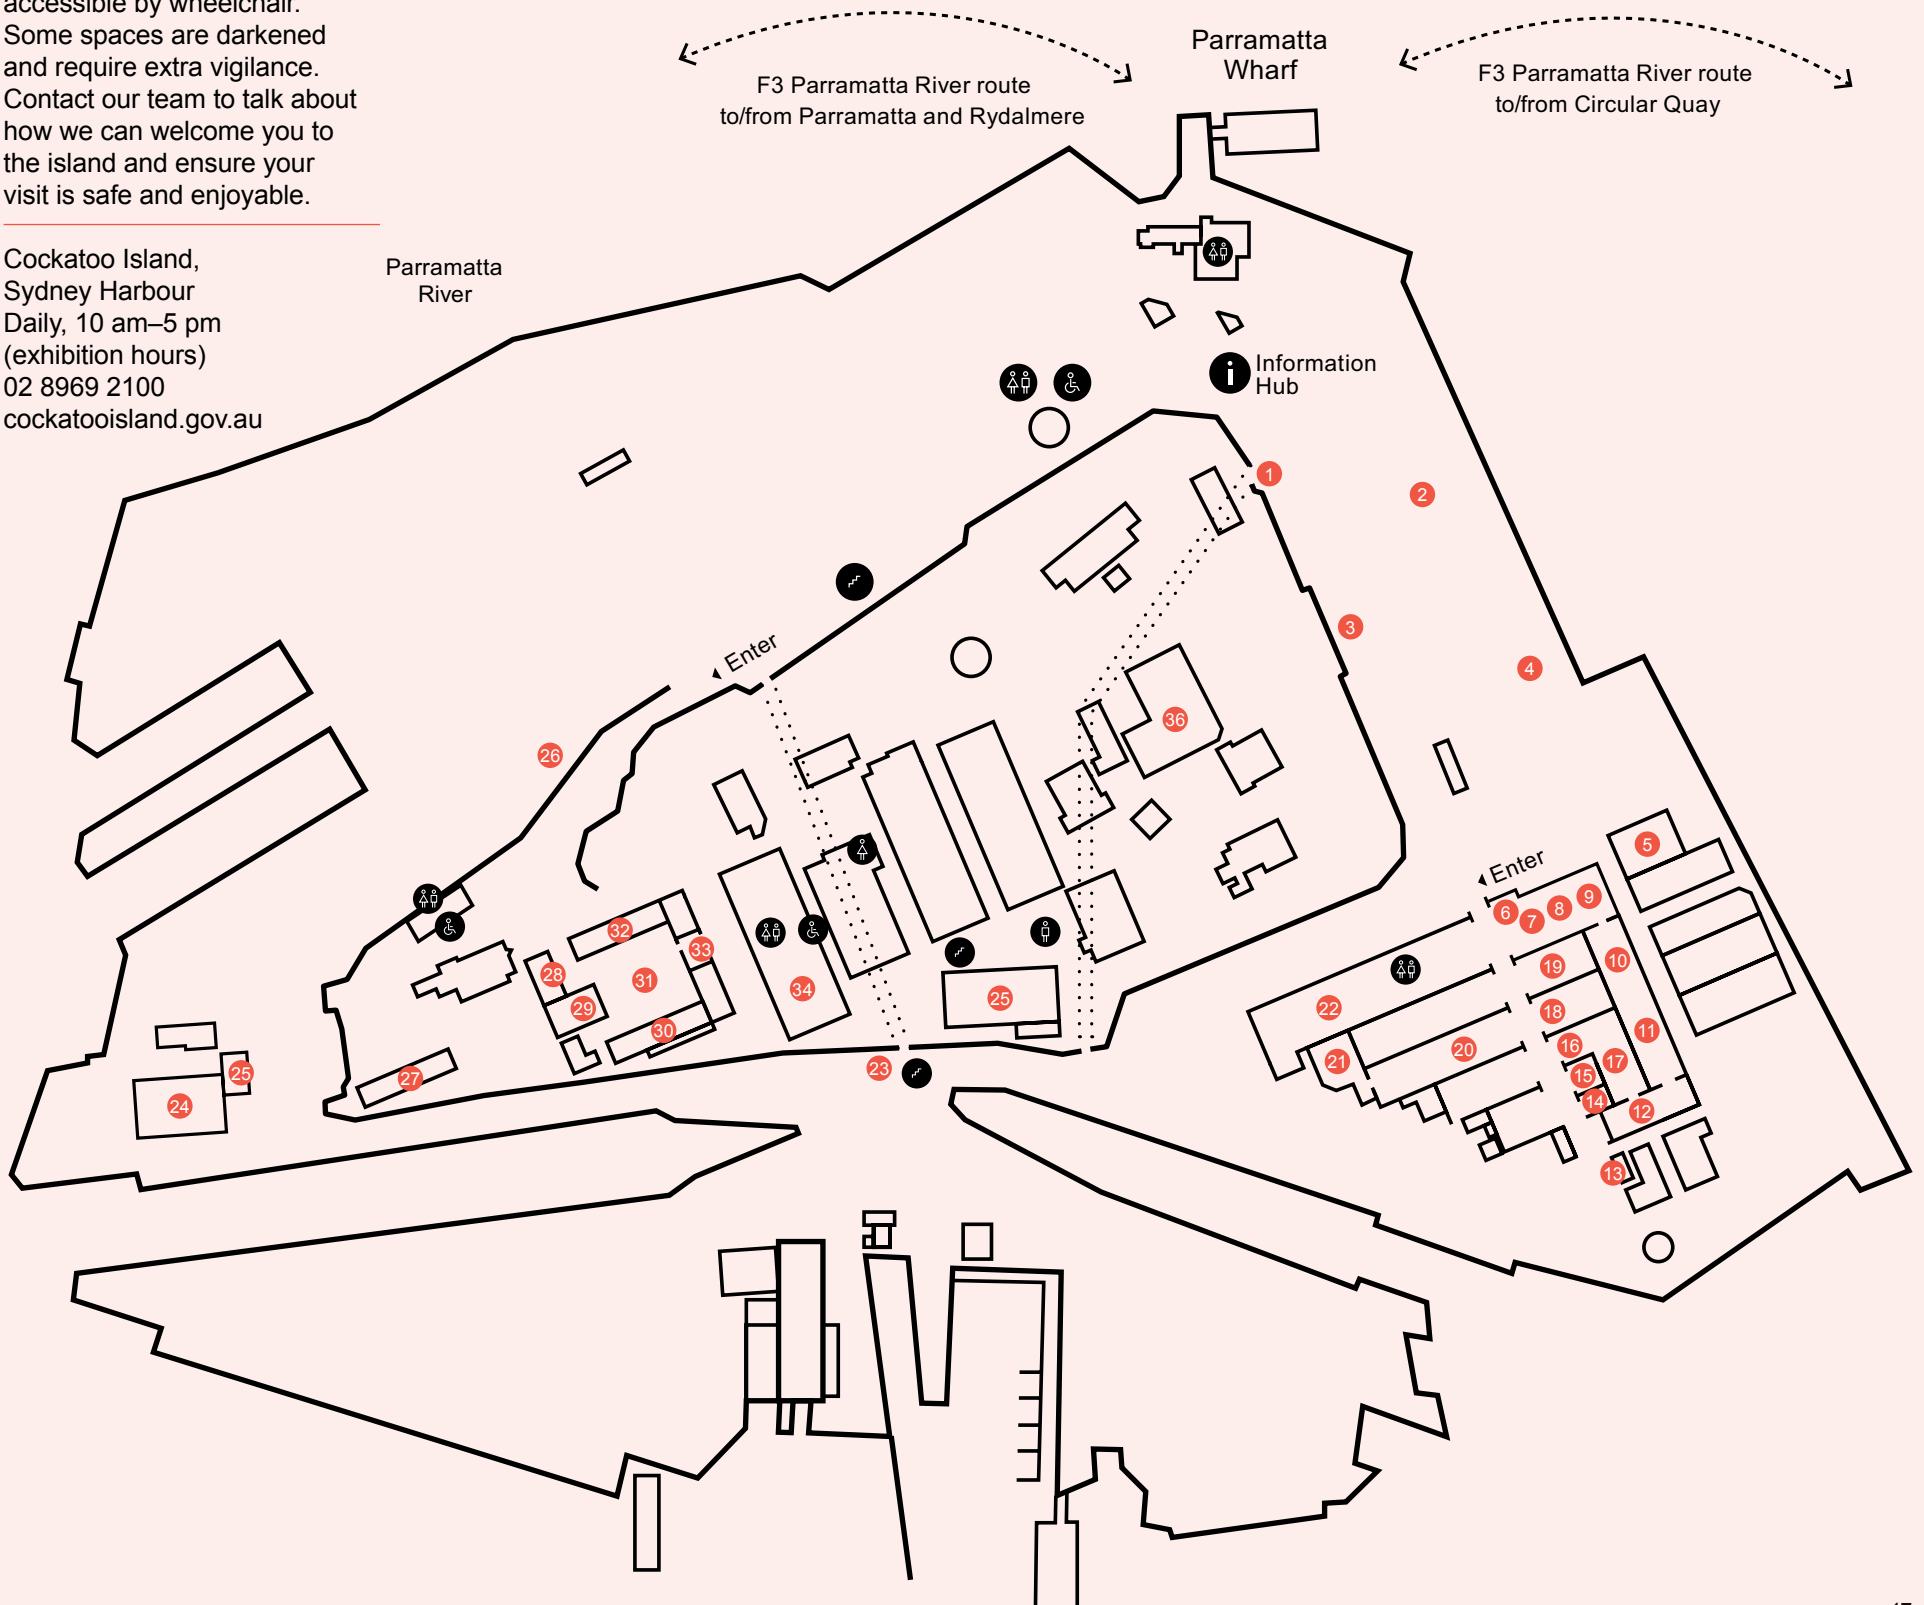 accessible by wheelchair.
Some spaces are darkened
and require extra vigilance.
Contact our team to talk about
how we can welcome you to
the island and ensure your
visit is safe and enjoyable.
Cockatoo Island,
Sydney Harbour
Daily, 10 am–5 pm
(exhibition hours)
02 8969 2100
cockatooisland.gov.au
Parramatta
River
F3 Parramatta River route
to/from Parramatta and Rydalmere
Parramatta
Wharf
F3 Parramatta River route
to/from Circular Quay
i
Information
Hub
1
2
3
4
Enter
36
26
5
Enter
6
7
8
9
32
33
28
31
34
25
29
30
27
25
24
23
10
19
22
18
11
16
20
21
17
15
14
12
13